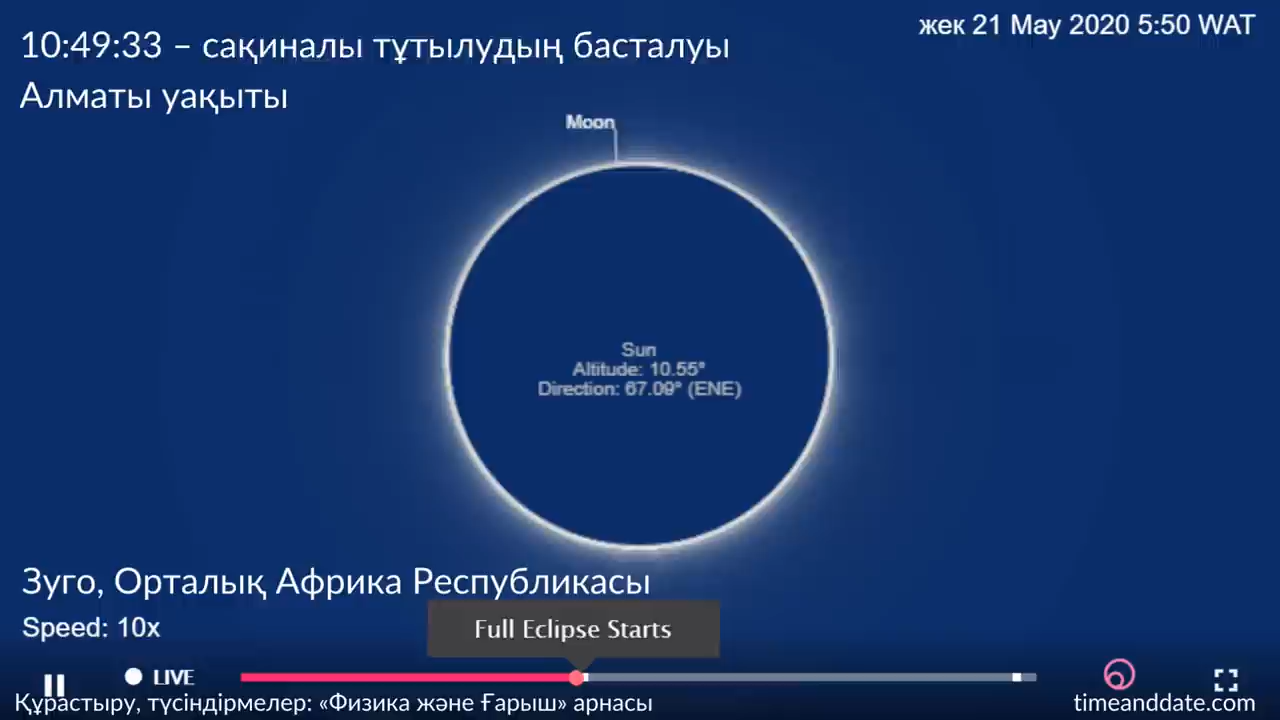 10:49:33 – сақиналы тұтылудың басталуы
жек 21 May 2020 5:50 WAT
Алматы уақыты
Moon
Sun
Altitude: 10.55°
Direction: 67.09° (ENE)
Зуго, Орталық Африка Республикасы
Speed: 10x
Full Eclipse Starts
LIVE
Құрастыру, түсіндірмелер: «Физика және Ғарыш» арнасы
timeanddate.com